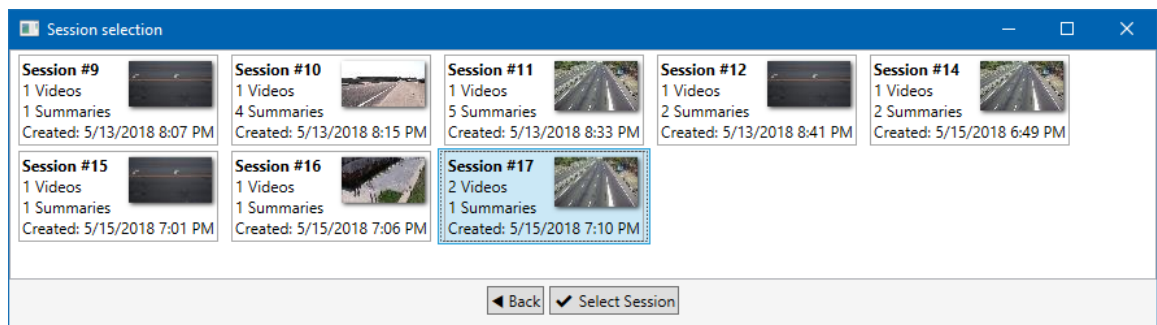 Session selection
Session #9
1 Videos
1 Summaries
Created: 5/13/2018 8:07 PM
Session #10
1 Videos
4 Summaries
Created: 5/13/2018 8:15 PM
Session #11
1 Videos
5 Summaries
Created: 5/13/2018 8:33 PM
Session #12
1 Videos
2 Summaries
Created: 5/13/2018 8:41 PM
Session #14
1 Videos
2 Summaries
Created: 5/15/2018 6:49 PM
Session #15
1 Videos
1 Summaries
Created: 5/15/2018 7:01 PM
Session #16
1 Videos
1 Summaries
Created: 5/15/2018 7:06 PM
Session #17
2 Videos
1 Summaries
Created: 5/15/2018 7:10 PM
Back
Select Session